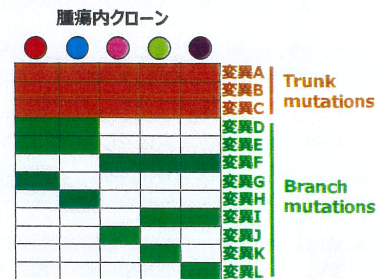 腫瘍内クローン
変異A
変異B
変異C
Trunk
mutations
変異D
変異E
変異F
変異G
変異H
変異I
変異J
変異K
変異L
Branch
mutations